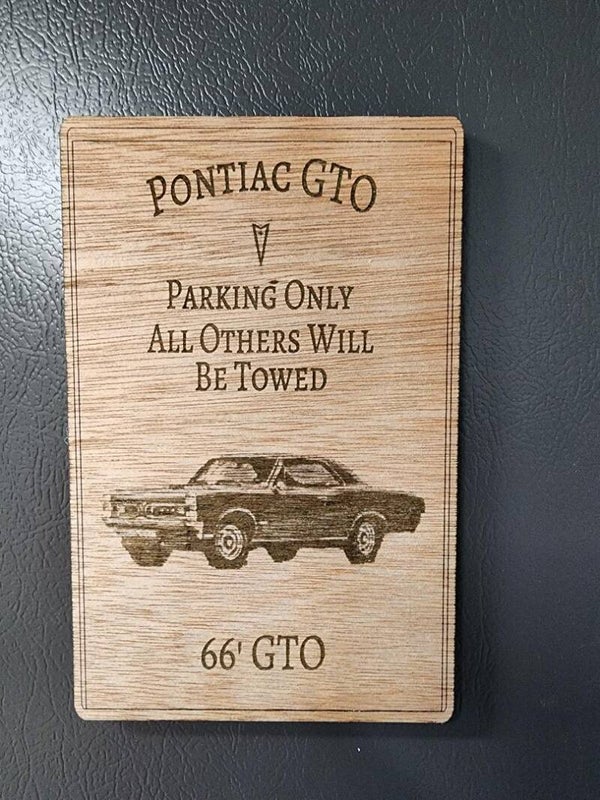 PONTIAC GTO
PARKING ONLY
ALL OTHERS WILL
BE TOWED
66' GTO